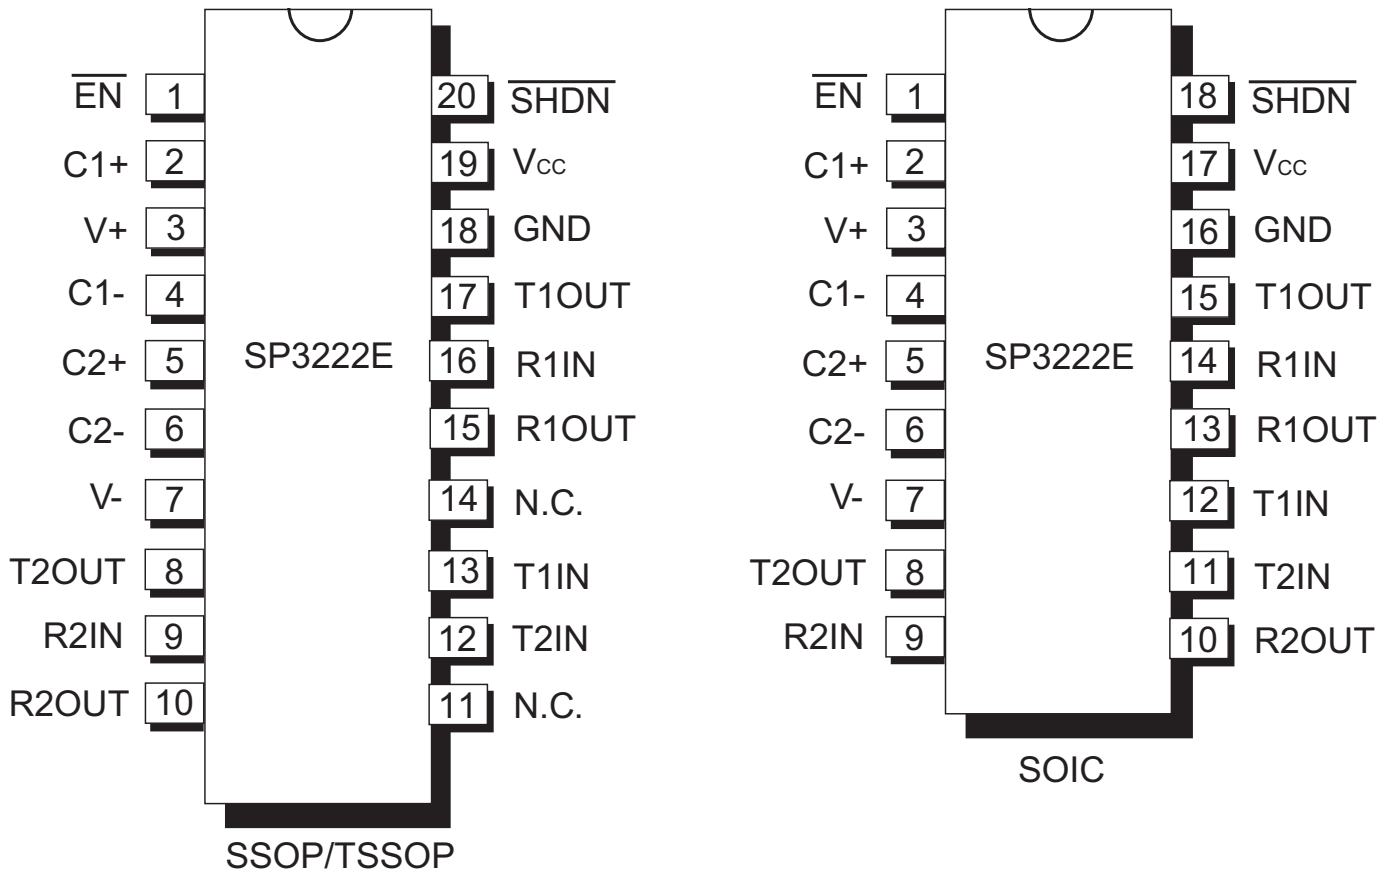 EN 1
C1+ 2
V+ 3
C1- 4
C2+ 5
C2- 6
V- 7
T2OUT 8
R2IN 9
R2OUT 10
SP3222E
20 SHDN
19 VCC
18 GND
17 T1OUT
16 R1IN
15 R1OUT
14 N.C.
13 T1IN
12 T2IN
11 N.C.
SSOP/TSSOP
EN 1
C1+ 2
V+ 3
C1- 4
C2+ 5
C2- 6
V- 7
T2OUT 8
R2IN 9
SP3222E
18 SHDN
17 VCC
16 GND
15 T1OUT
14 R1IN
13 R1OUT
12 T1IN
11 T2IN
10 R2OUT
SOIC